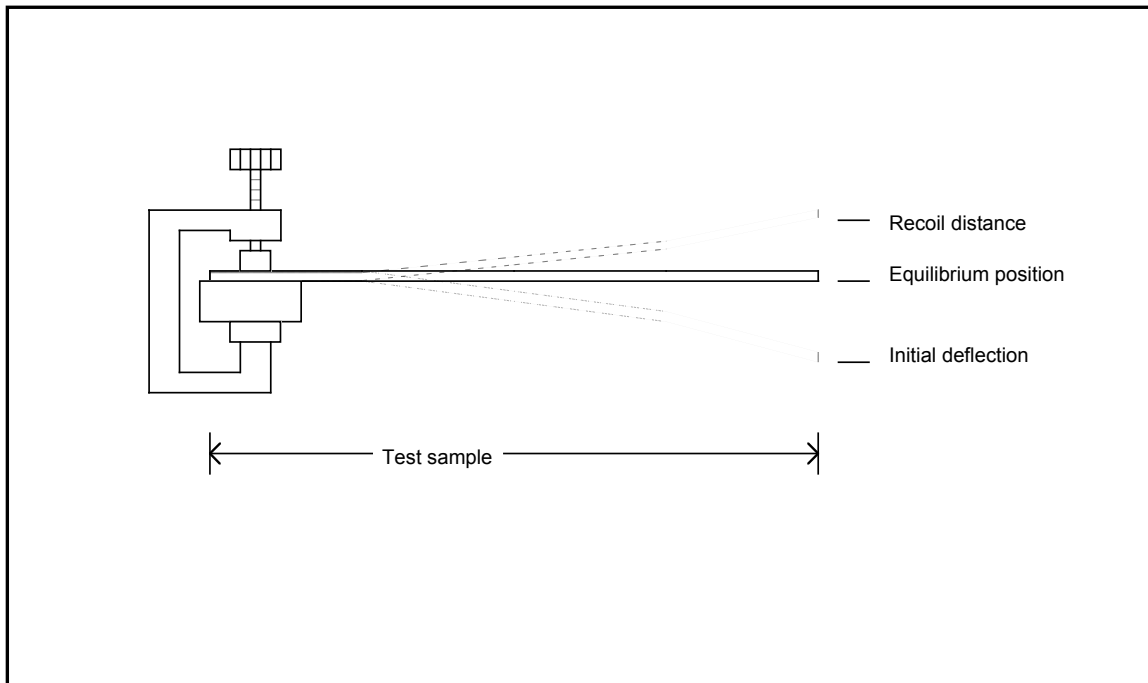 Recoil distance
Equilibrium position
Initial deflection
Test sample